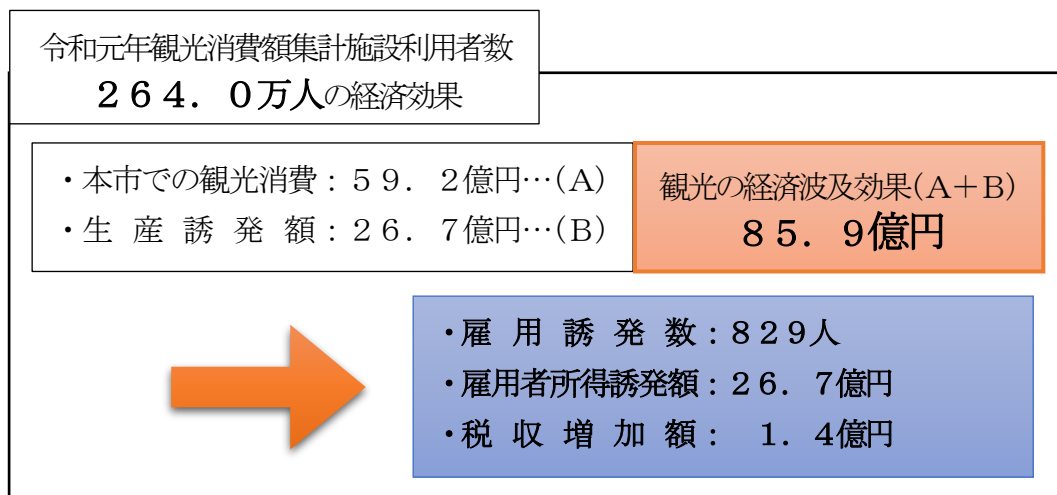 令和元年観光消費額集計施設利用者数
２６４．０万人の経済効果
・本市での観光消費：５９．２億円…(Ａ)
・生産誘発額：２６．７億円…(Ｂ)
観光の経済波及効果(Ａ＋Ｂ)
８５．９億円
・雇用誘発数：８２９人
・雇用者所得誘発額：２６．７億円
・税収増加額：１．４億円